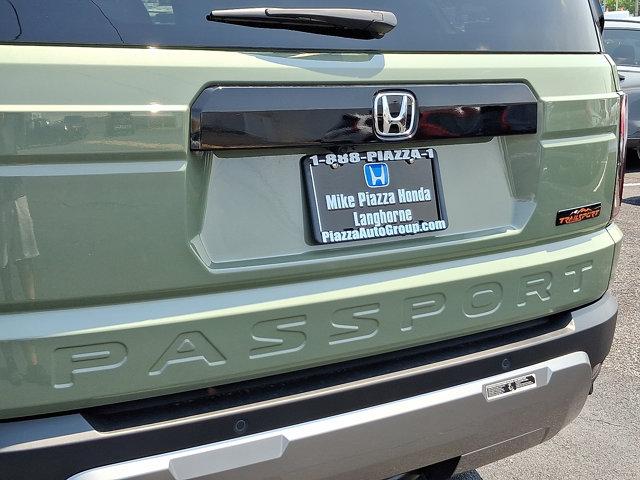 1-888-PIAZZA-1
Mike Piazza Honda
Langhorne
PiazzaAutoGroup.com
TRAILSPORT
PASSPORT